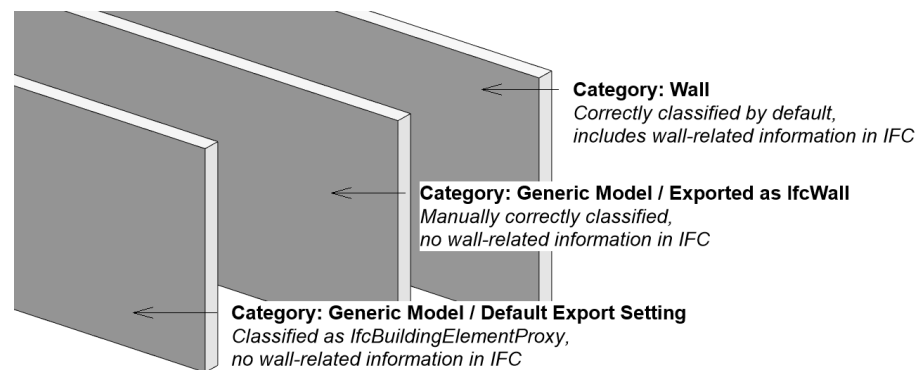 Category: Wall
Correctly classified by default,
includes wall-related information in IFC
Category: Generic Model / Exported as IfcWall
Manually correctly classified,
no wall-related information in IFC
Category: Generic Model / Default Export Setting
Classified as IfcBuildingElementProxy,
no wall-related information in IFC